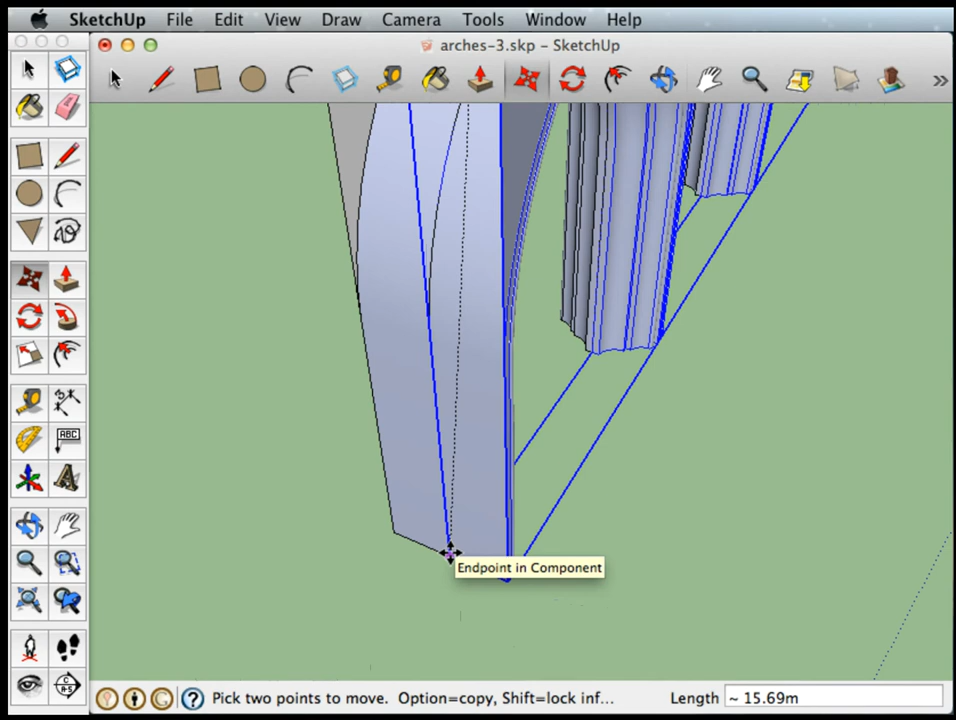 SketchUp File Edit View Draw Camera Tools Window Help
arches-3.skp – SketchUp
»
ABC
A
Endpoint in Component
Pick two points to move. Option=copy, Shift=lock inf... Length ~ 15.69m